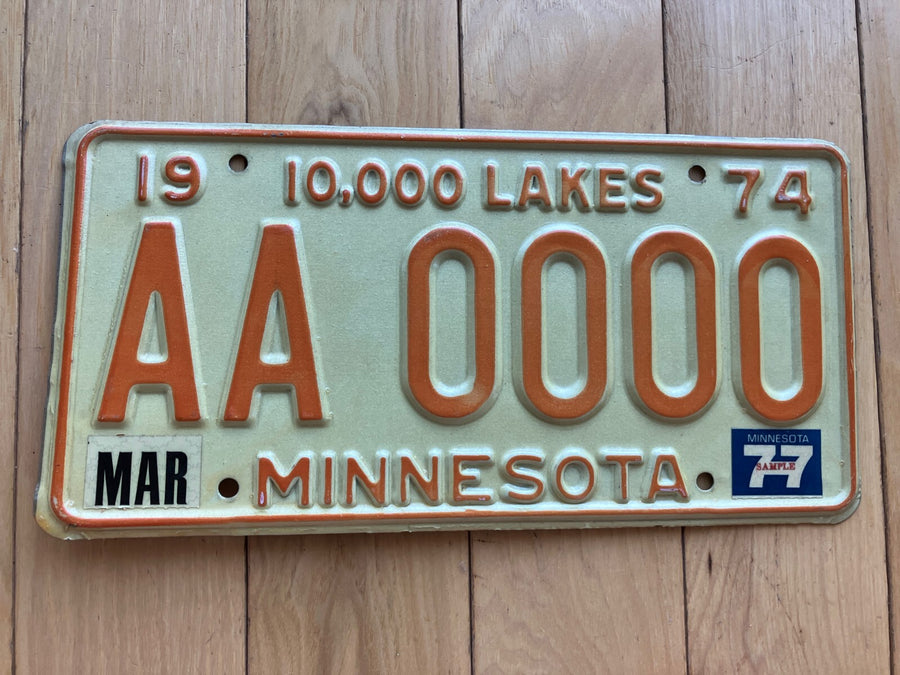 19 10,000 LAKES 74
AA 0000
MAR MINNESOTA
MINNESOTA
77
SAMPLE